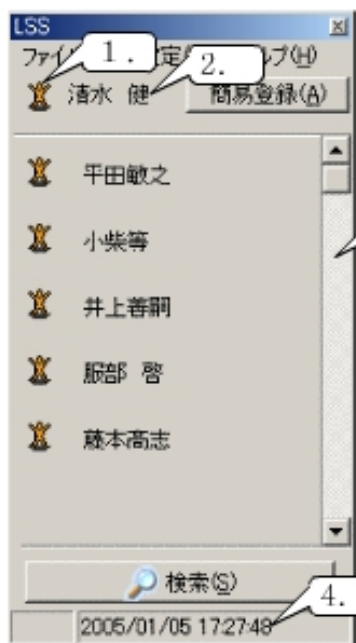 LSS
ファイル 定 ルプ(H)
1.
2.
清水 健 簡易登録(A)
平田敏之
小柴等
井上善嗣
服部 啓
藤本高志
検索(S)
4.
2005/01/05 17:27:48